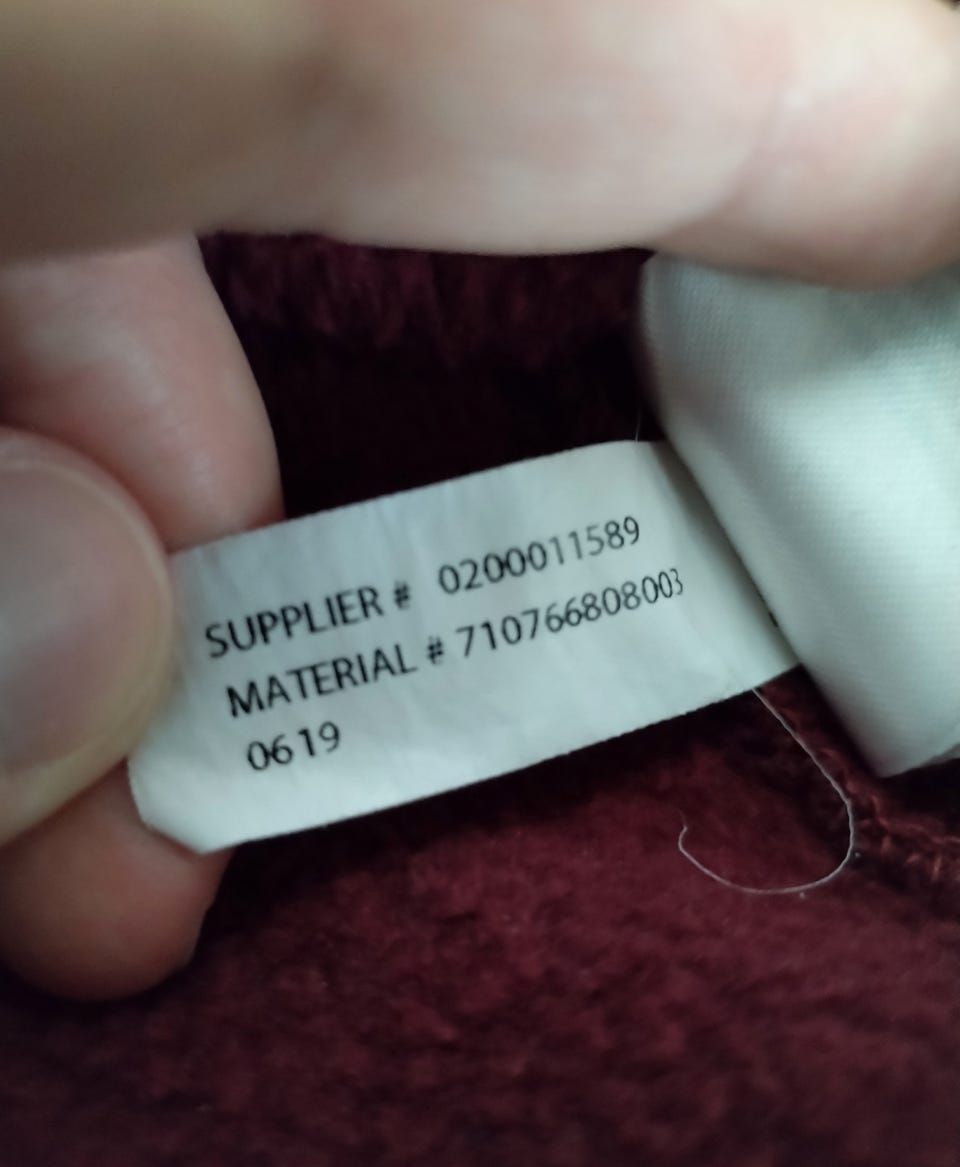 SUPPLIER # 0200011589
MATERIAL # 710766808003
0619